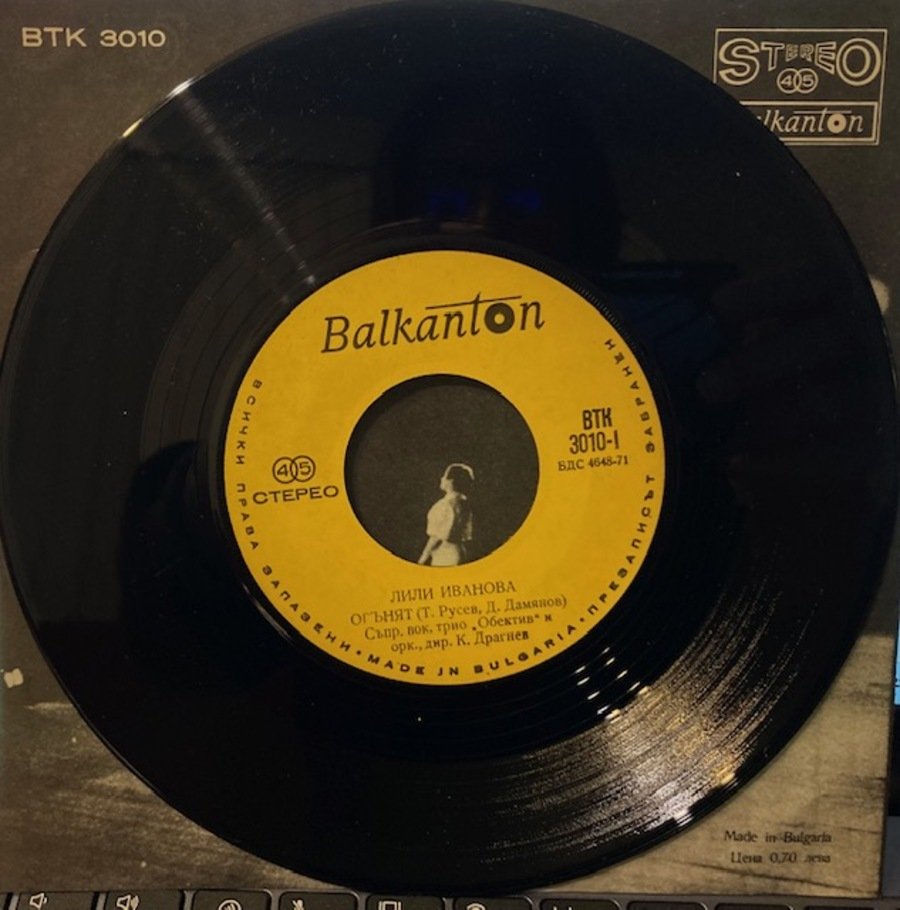 BTK 3010
STEREO
45
Balkanton
Balkanton
BTK
3010-I
БДС 4648-71
45
СТЕРЕО
ЛИЛИ ИВАНОВА
ОГЪНЯТ (Т. Русев, Д. Дамянов)
Съпр. вок. трио „Обектив“ и
орк., дир. К. Драгнев
ВСИЧКИ ПРАВА ЗАПАЗЕНИ • MADE IN BULGARIA • ПРЕЗАПИСЪТ ЗАБРАНЕН
Made in Bulgaria
Цена 0,70 лева